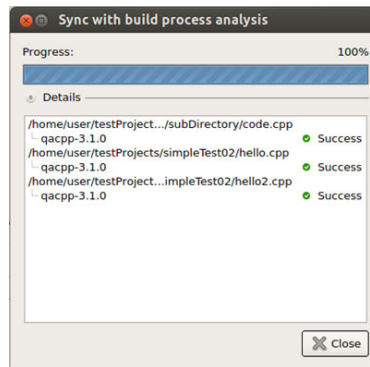 Sync with build process analysis
Progress: 100%
Details
/home/user/testProject.../subDirectory/code.cpp
qacpp-3.1.0 Success
/home/user/testProjects/simpleTest02/hello.cpp
qacpp-3.1.0 Success
/home/user/testProject...impleTest02/hello2.cpp
qacpp-3.1.0 Success
Close